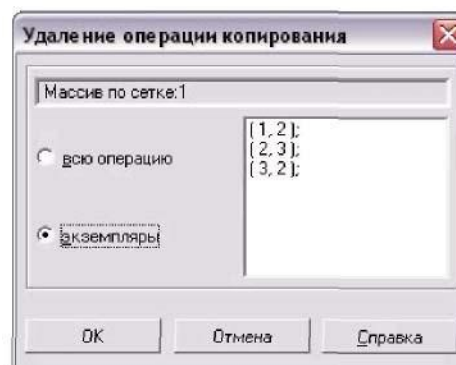 Удаление операции копирования
Массив по сетке:1
всю операцию
экземпляры
( 1, 2 );
( 2, 3 );
( 3, 2 );
OK
Отмена
Справка